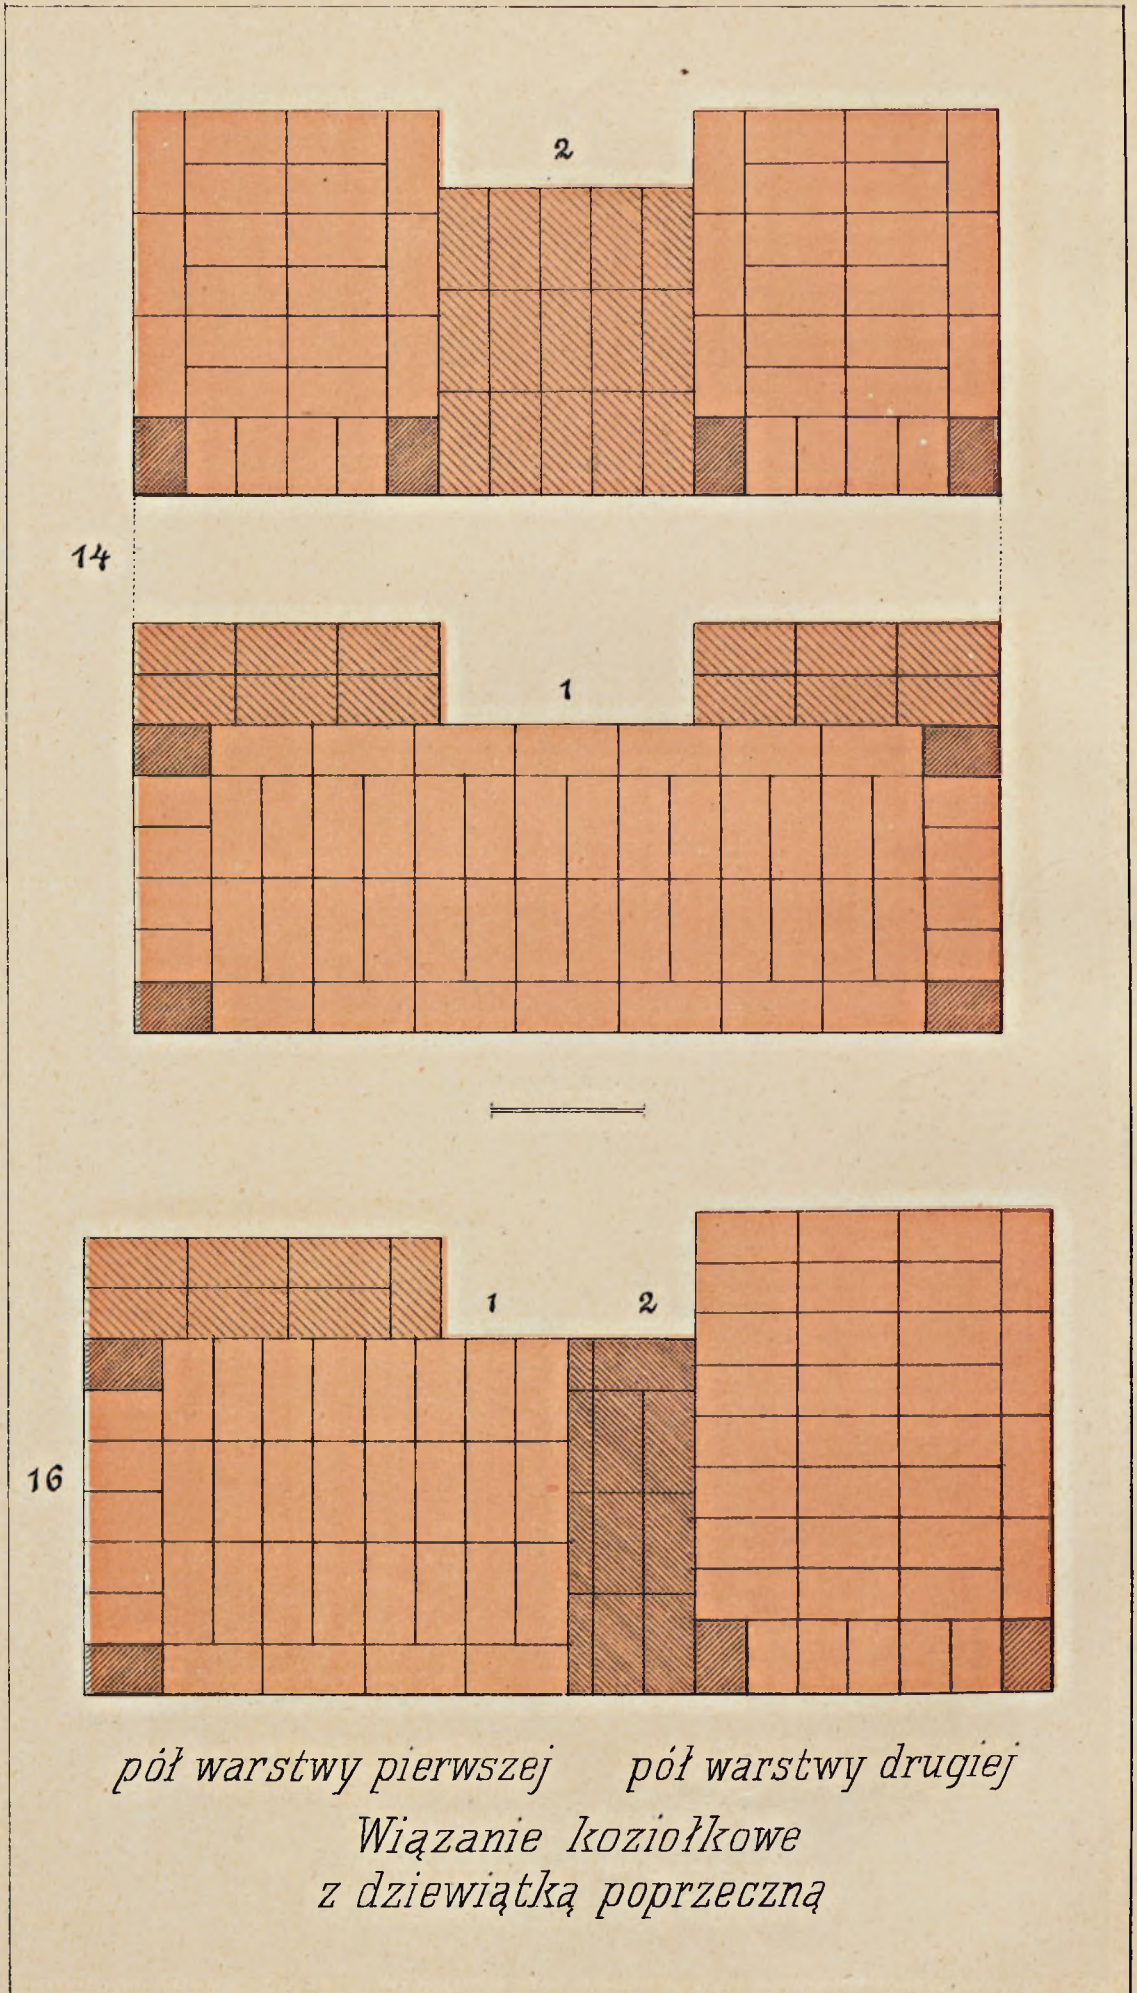 2
14
1
1 2
16
pół warstwy pierwszej pół warstwy drugiej
Wiązanie koziołkowe
z dziewiątką poprzeczną